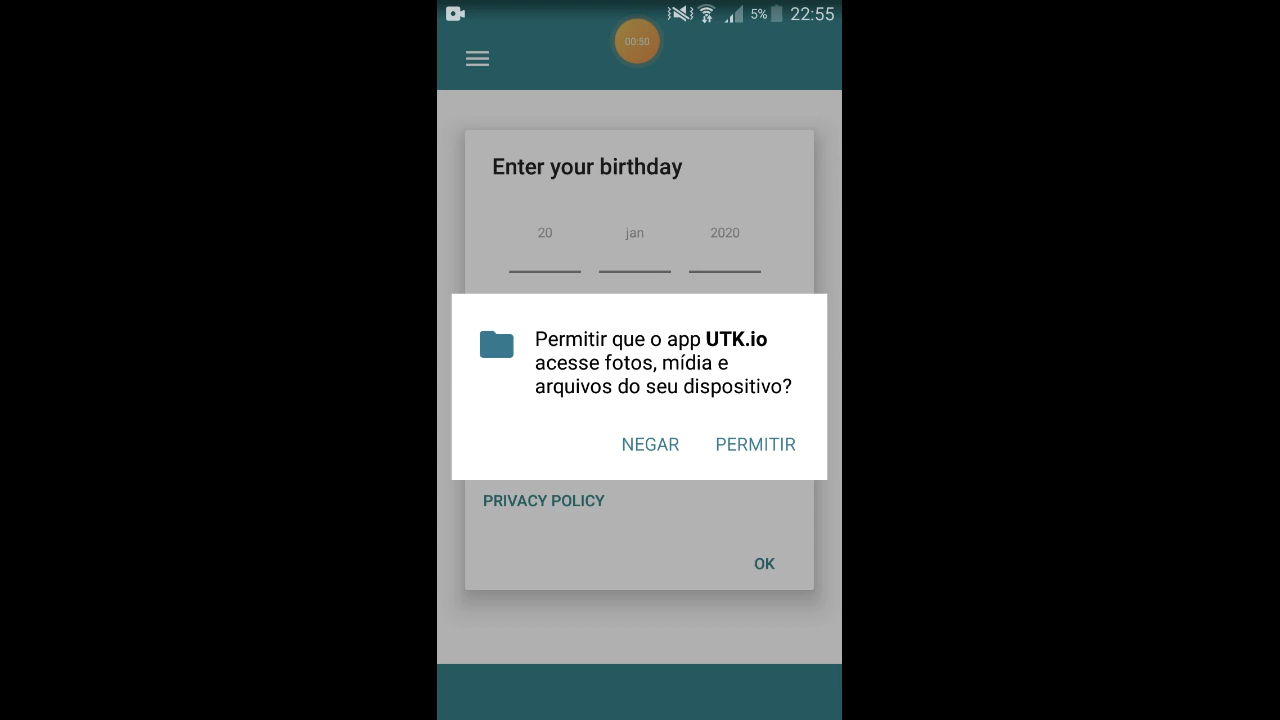 5% 22:55
00:50
Enter your birthday
20 jan 2020
Permitir que o app UTK.io
acesse fotos, mídia e
arquivos do seu dispositivo?
NEGAR PERMITIR
PRIVACY POLICY
OK